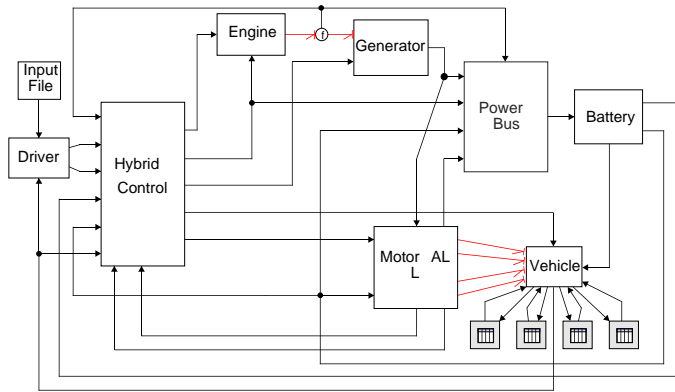 Engine
f
Generator
Input
File
Power
Bus
Battery
Driver
Hybrid
Control
Motor AL
L
Vehicle